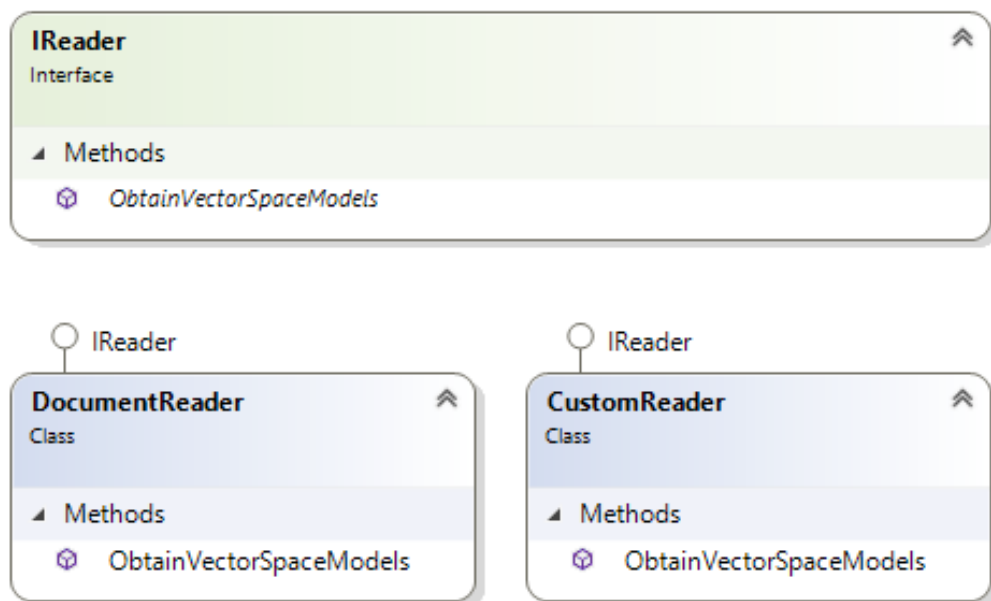 IReader
Interface
Methods
ObtainVectorSpaceModels
IReader
DocumentReader
Class
Methods
ObtainVectorSpaceModels
IReader
CustomReader
Class
Methods
ObtainVectorSpaceModels